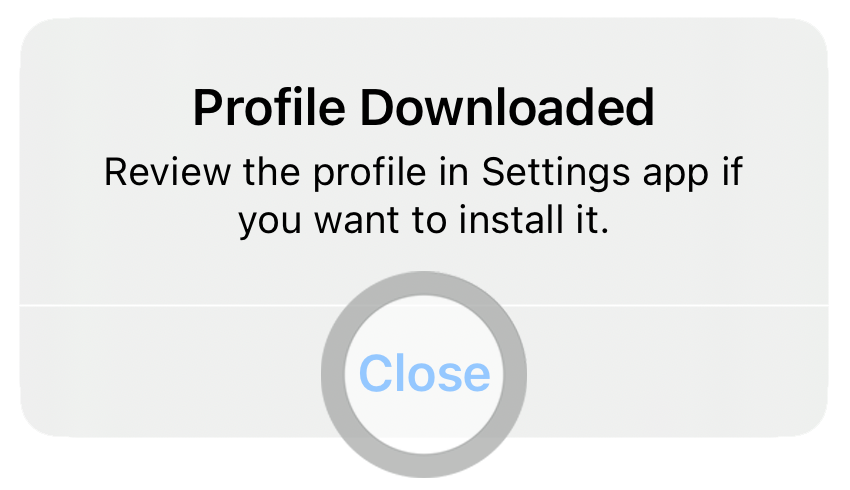 Profile Downloaded
Review the profile in Settings app if
you want to install it.
Close